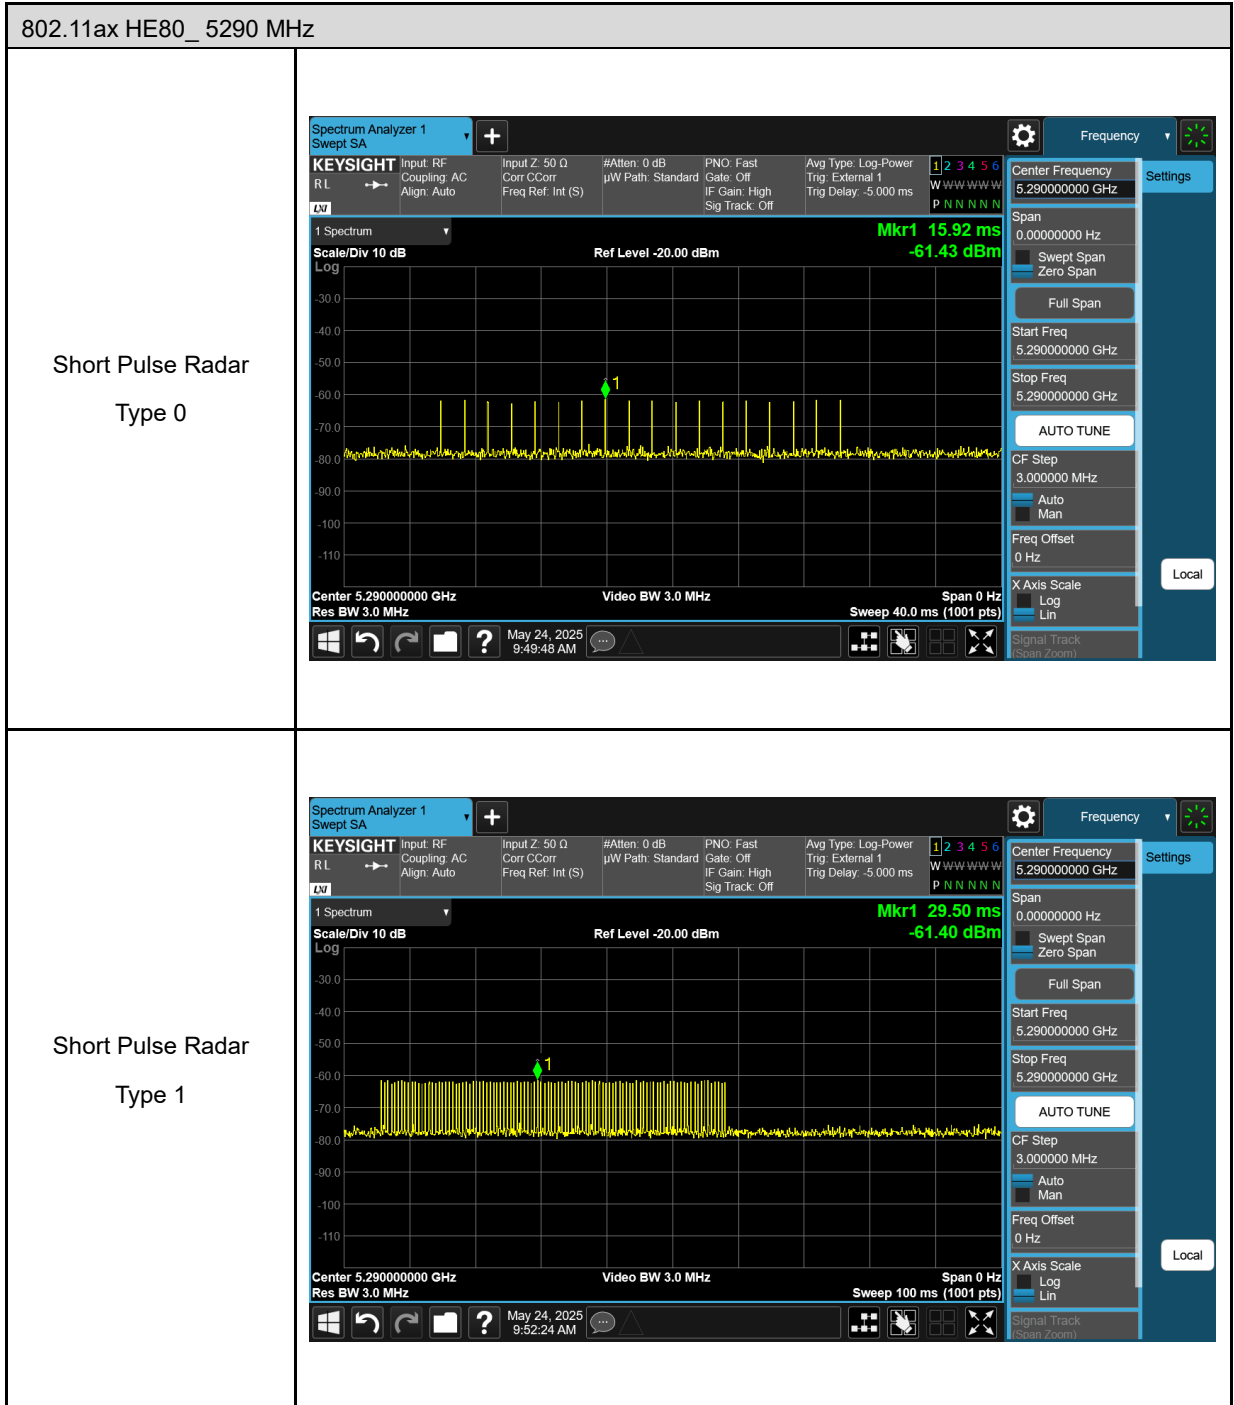 802.11ax HE80_ 5290 MHz
Short Pulse Radar
Type 0
Spectrum Analyzer 1
Swept SA
Frequency
KEYSIGHT
R L
LXI
Input: RF
Coupling: AC
Align: Auto
Input Z: 50 Ω
Corr CCorr
Freq Ref: Int (S)
#Atten: 0 dB
µW Path: Standard
PNO: Fast
Gate: Off
IF Gain: High
Sig Track: Off
Avg Type: Log-Power
Trig: External 1
Trig Delay: -5.000 ms
1 2 3 4 5 6
W W W W W W
P N N N N N
1 Spectrum
Scale/Div 10 dB
Ref Level -20.00 dBm
Mkr1 15.92 ms
-61.43 dBm
Log
-30.0
-40.0
-50.0
-60.0
-70.0
-80.0
-90.0
-100
-110
1
Center 5.290000000 GHz
Res BW 3.0 MHz
Video BW 3.0 MHz
Span 0 Hz
Sweep 40.0 ms (1001 pts)
May 24, 2025
9:49:48 AM
Center Frequency
5.290000000 GHz
Span
0.00000000 Hz
Swept Span
Zero Span
Full Span
Start Freq
5.290000000 GHz
Stop Freq
5.290000000 GHz
AUTO TUNE
CF Step
3.000000 MHz
Auto
Man
Freq Offset
0 Hz
X Axis Scale
Log
Lin
Signal Track
(Span Zoom)
Settings
Local
Short Pulse Radar
Type 1
Spectrum Analyzer 1
Swept SA
Frequency
KEYSIGHT
R L
LXI
Input: RF
Coupling: AC
Align: Auto
Input Z: 50 Ω
Corr CCorr
Freq Ref: Int (S)
#Atten: 0 dB
µW Path: Standard
PNO: Fast
Gate: Off
IF Gain: High
Sig Track: Off
Avg Type: Log-Power
Trig: External 1
Trig Delay: -5.000 ms
1 2 3 4 5 6
W W W W W W
P N N N N N
1 Spectrum
Scale/Div 10 dB
Ref Level -20.00 dBm
Mkr1 29.50 ms
-61.40 dBm
Log
-30.0
-40.0
-50.0
-60.0
-70.0
-80.0
-90.0
-100
-110
1
Center 5.290000000 GHz
Res BW 3.0 MHz
Video BW 3.0 MHz
Span 0 Hz
Sweep 100 ms (1001 pts)
May 24, 2025
9:52:24 AM
Center Frequency
5.290000000 GHz
Span
0.00000000 Hz
Swept Span
Zero Span
Full Span
Start Freq
5.290000000 GHz
Stop Freq
5.290000000 GHz
AUTO TUNE
CF Step
3.000000 MHz
Auto
Man
Freq Offset
0 Hz
X Axis Scale
Log
Lin
Signal Track
(Span Zoom)
Settings
Local